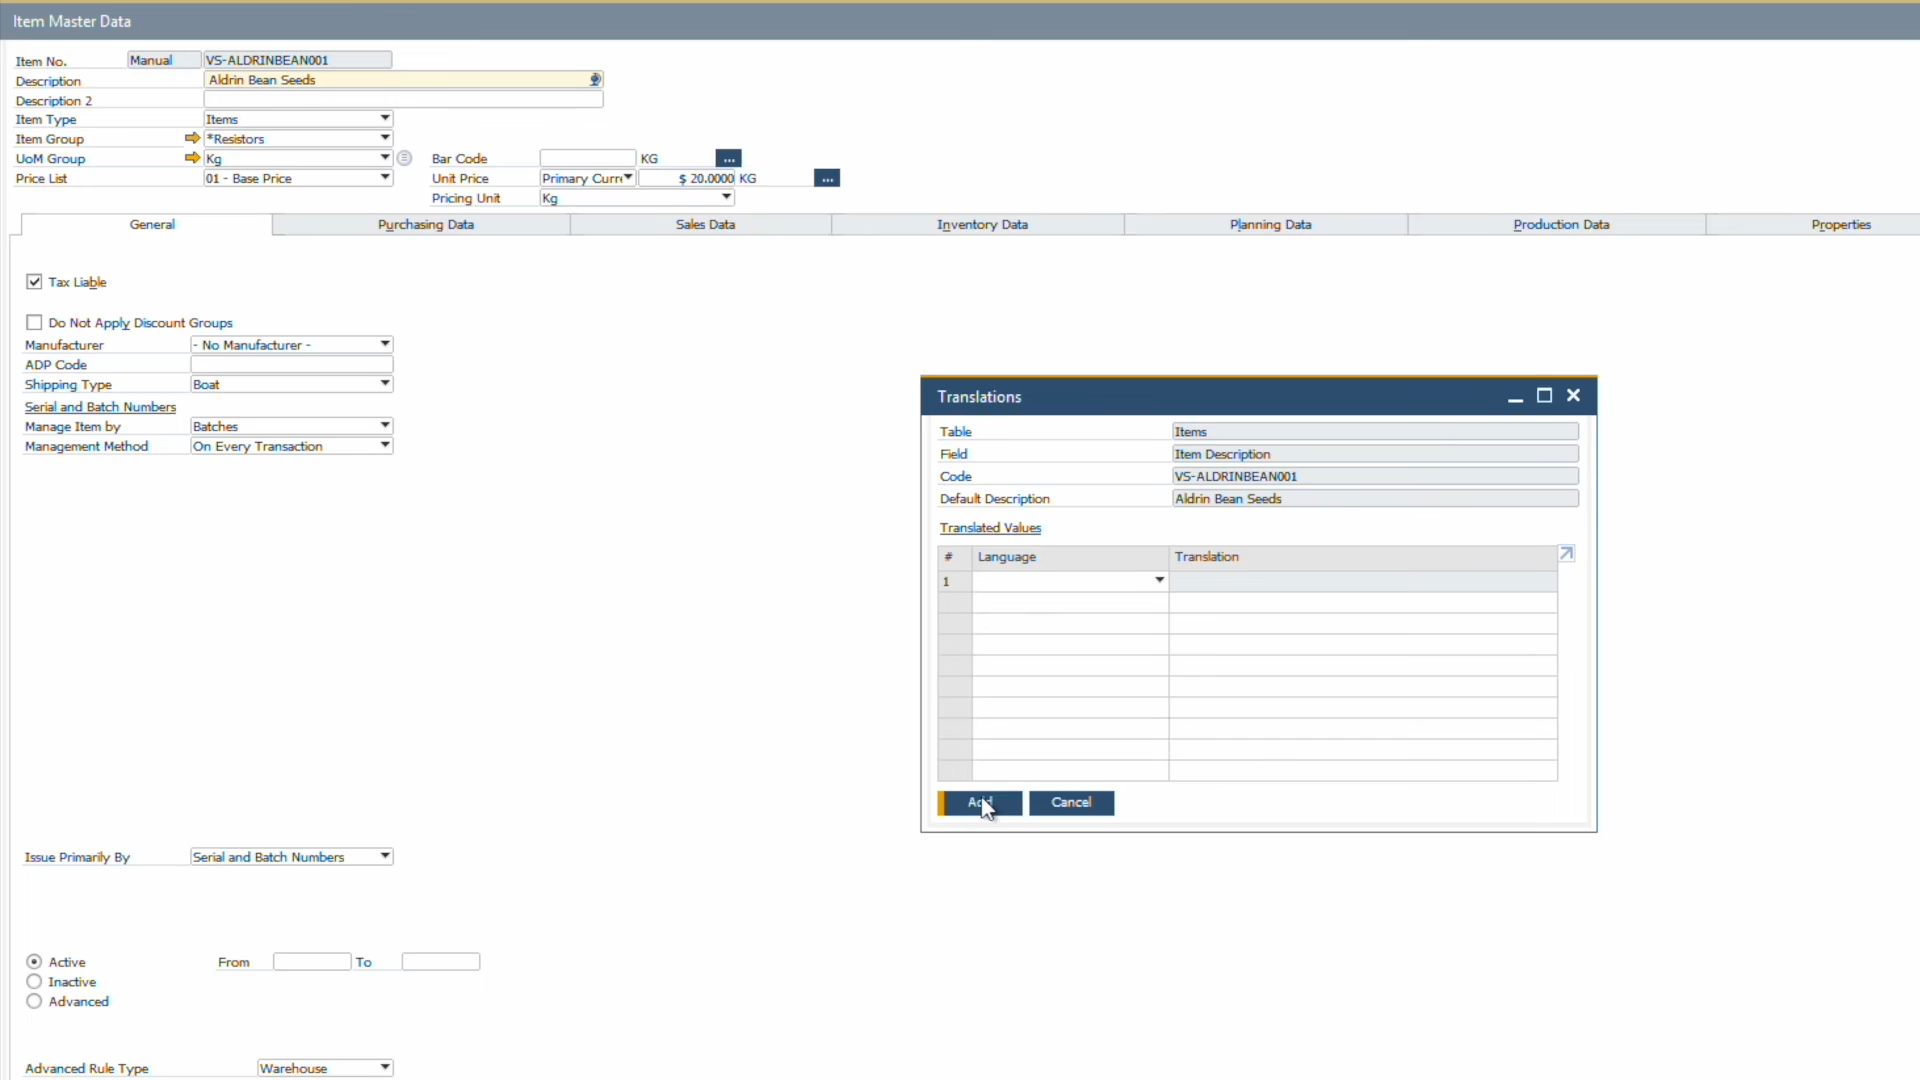 Item Master Data
Item No. Manual VS-ALDRINBEAN001
Description Aldrin Bean Seeds
Description 2
Item Type Items
Item Group *Resistors
UoM Group Kg Bar Code KG ...
Price List 01 - Base Price Unit Price Primary Curre $ 20.0000 KG ...
Pricing Unit Kg
General Purchasing Data Sales Data Inventory Data Planning Data Production Data Properties
Tax Liable
Do Not Apply Discount Groups
Manufacturer - No Manufacturer -
ADP Code
Shipping Type Boat
Serial and Batch Numbers
Manage Item by Batches
Management Method On Every Transaction
Issue Primarily By Serial and Batch Numbers
Active From To
Inactive
Advanced
Advanced Rule Type Warehouse
Translations
Table Items
Field Item Description
Code VS-ALDRINBEAN001
Default Description Aldrin Bean Seeds
Translated Values
# Language Translation
1
Add Cancel